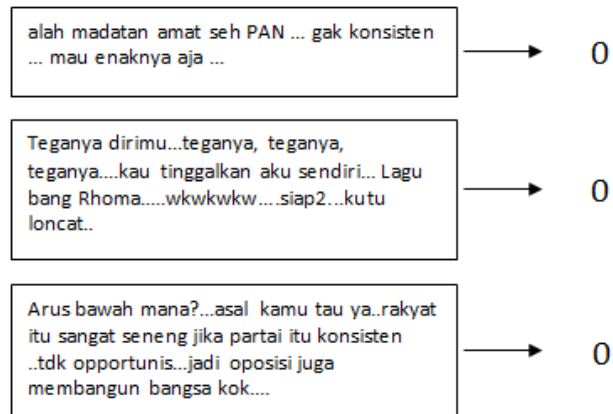 alah madatan amat seh PAN ... gak konsisten
... mau enaknya aja ...
0
Teganya dirimu...teganya, teganya,
teganya....kau tinggalkan aku sendiri... Lagu
bang Rhoma.....wkwkwkw....siap2...kutu
loncat..
0
Arus bawah mana?...asal kamu tau ya..rakyat
itu sangat seneng jika partai itu konsisten
..tdk opportunis...jadi oposisi juga
membangun bangsa kok....
0